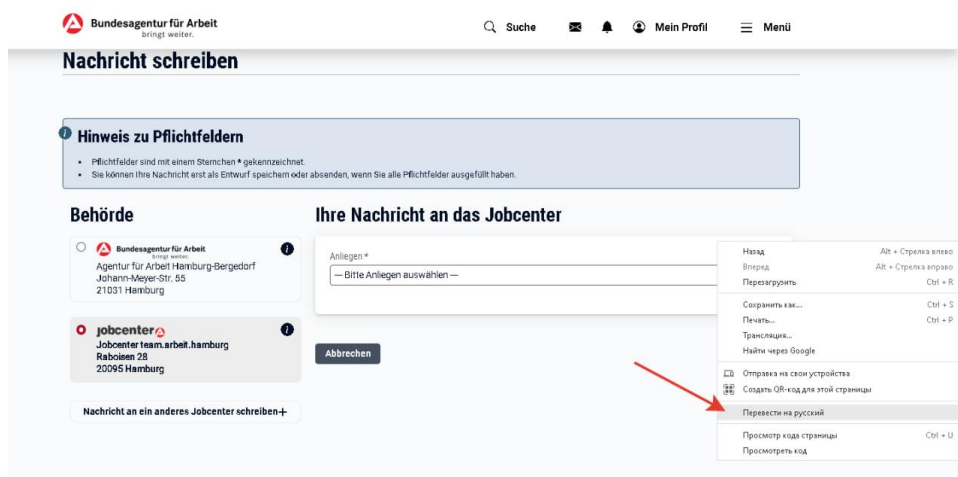 Bundesagentur für Arbeit
bringt weiter.
Suche
Mein Profil
Menü
Nachricht schreiben
Hinweis zu Pflichtfeldern
Pflichtfelder sind mit einem Sternchen * gekennzeichnet.
Sie können Ihre Nachricht erst als Entwurf speichern oder absenden, wenn Sie alle Pflichtfelder ausgefüllt haben.
Behörde
Bundesagentur für Arbeit
bringt weiter.
Agentur für Arbeit Hamburg-Bergedorf
Johann-Meyer-Str. 55
21031 Hamburg
jobcenter
Jobcenter team.arbeit.hamburg
Raboisen 28
20095 Hamburg
Nachricht an ein anderes Jobcenter schreiben+
Ihre Nachricht an das Jobcenter
Anliegen *
— Bitte Anliegen auswählen —
Abbrechen
Назад Alt + Стрелка влево
Вперед Alt + Стрелка вправо
Перезагрузить Ctrl + R
Сохранить как... Ctrl + S
Печать... Ctrl + P
Трансляция...
Найти через Google
Отправка на свои устройства
Создать QR-код для этой страницы
Перевести на русский
Просмотр кода страницы Ctrl + U
Просмотреть код